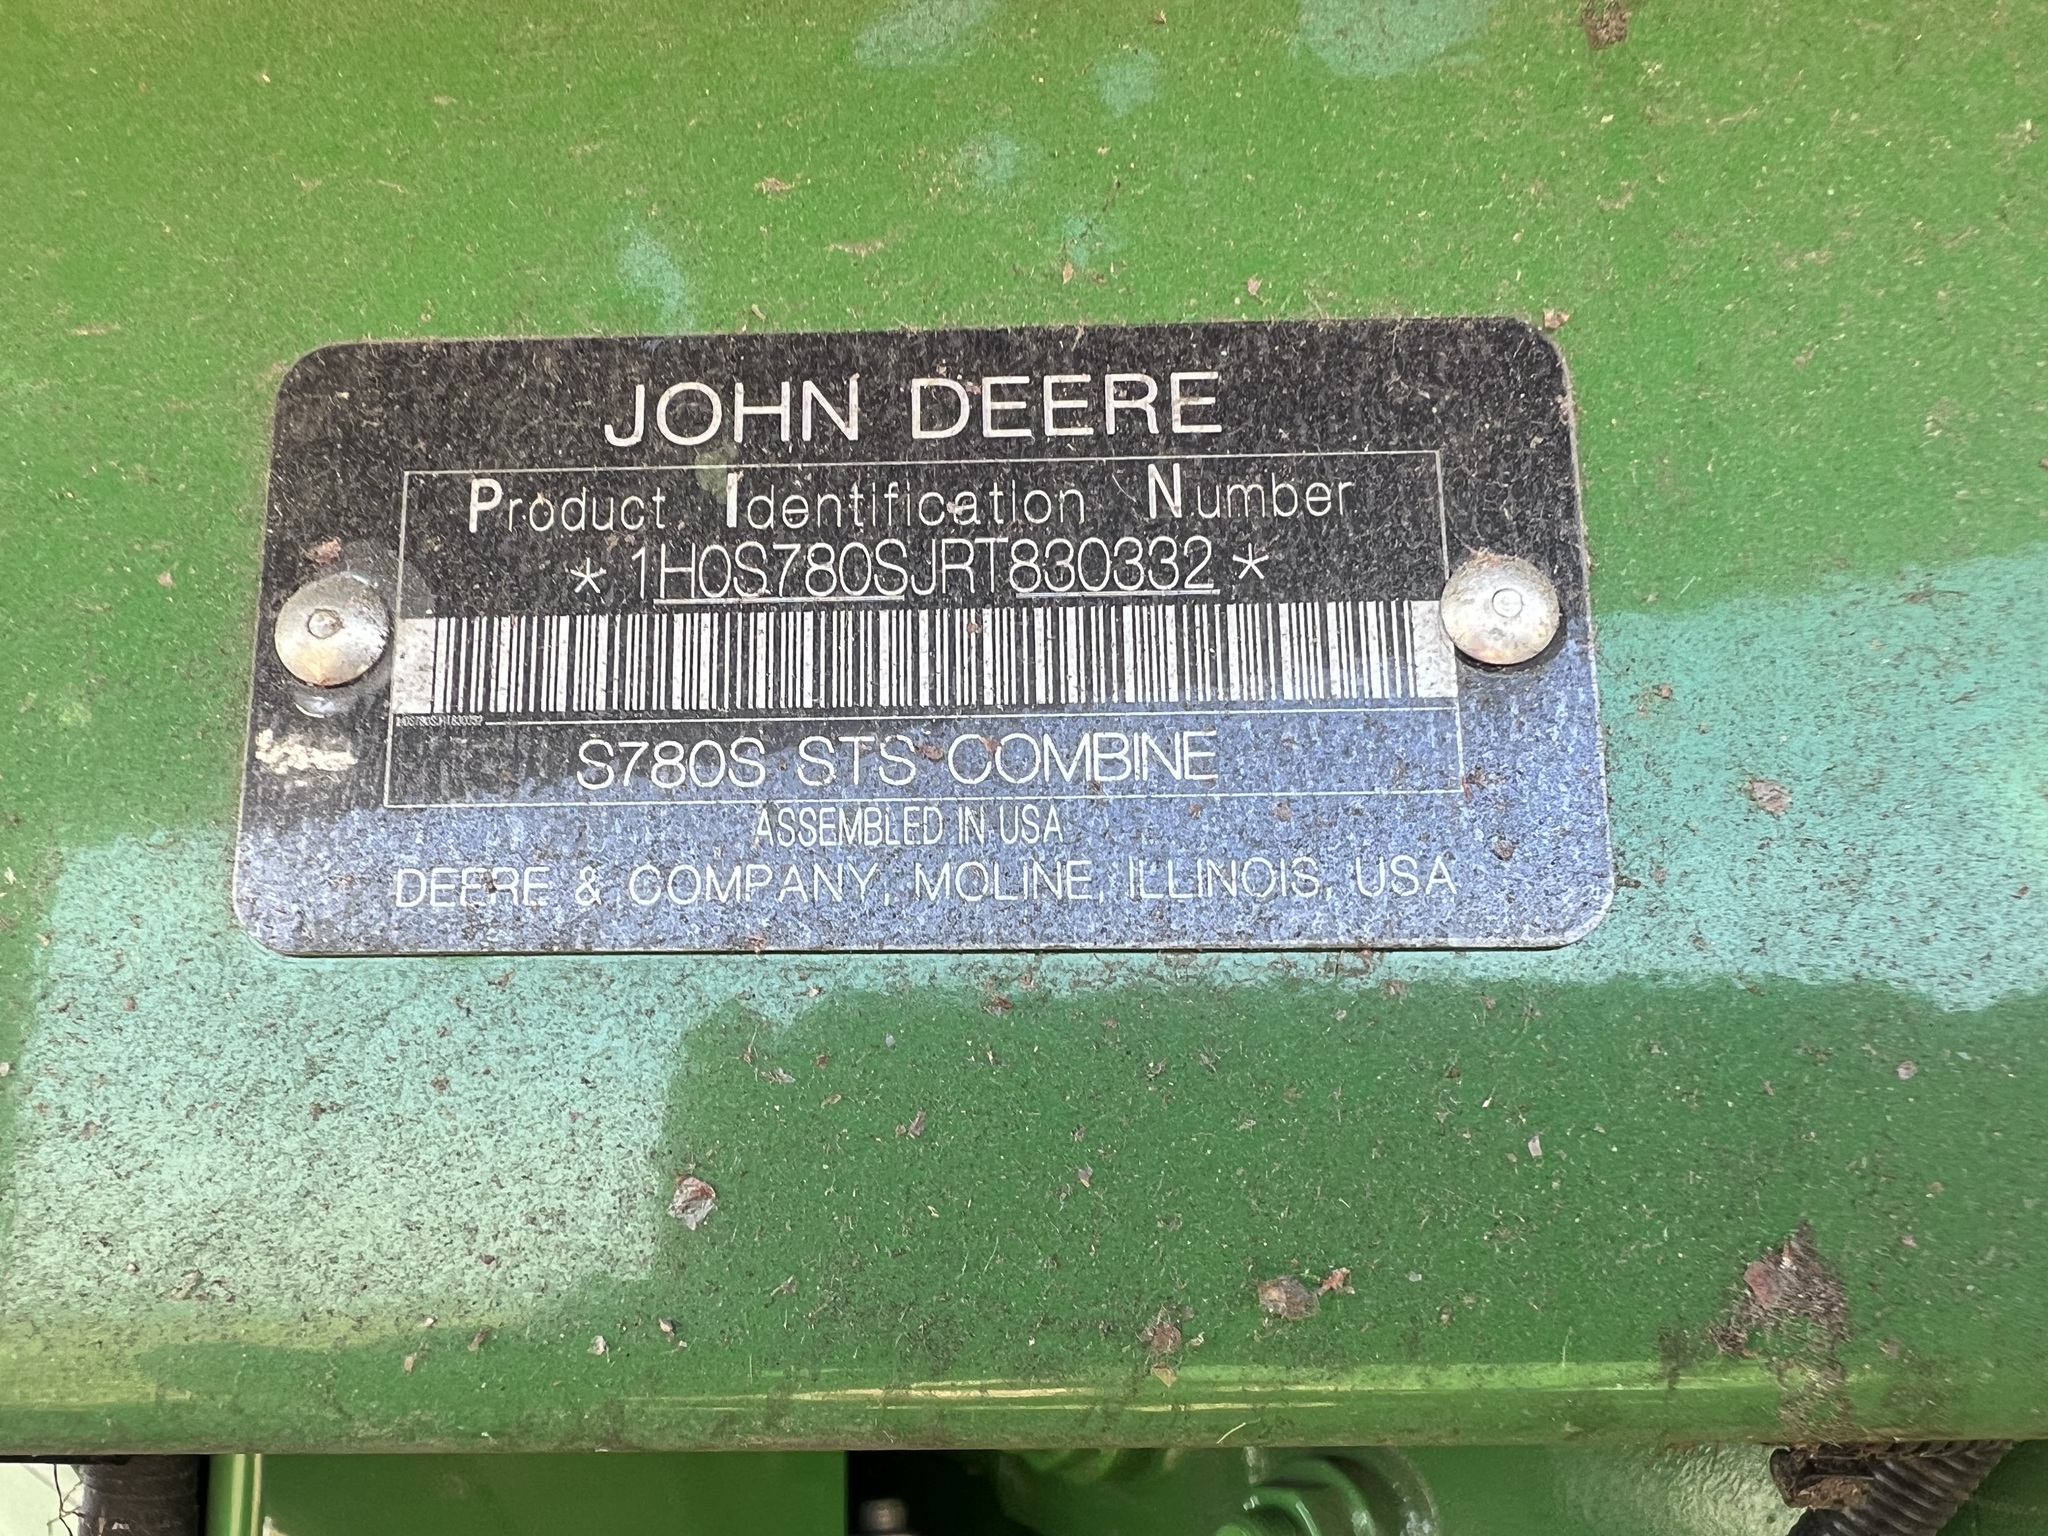 JOHN DEERE
Product Identification Number
* 1H0S780SJRT830332 *
S780S STS COMBINE
ASSEMBLED IN USA
DEERE & COMPANY, MOLINE, ILLINOIS, USA